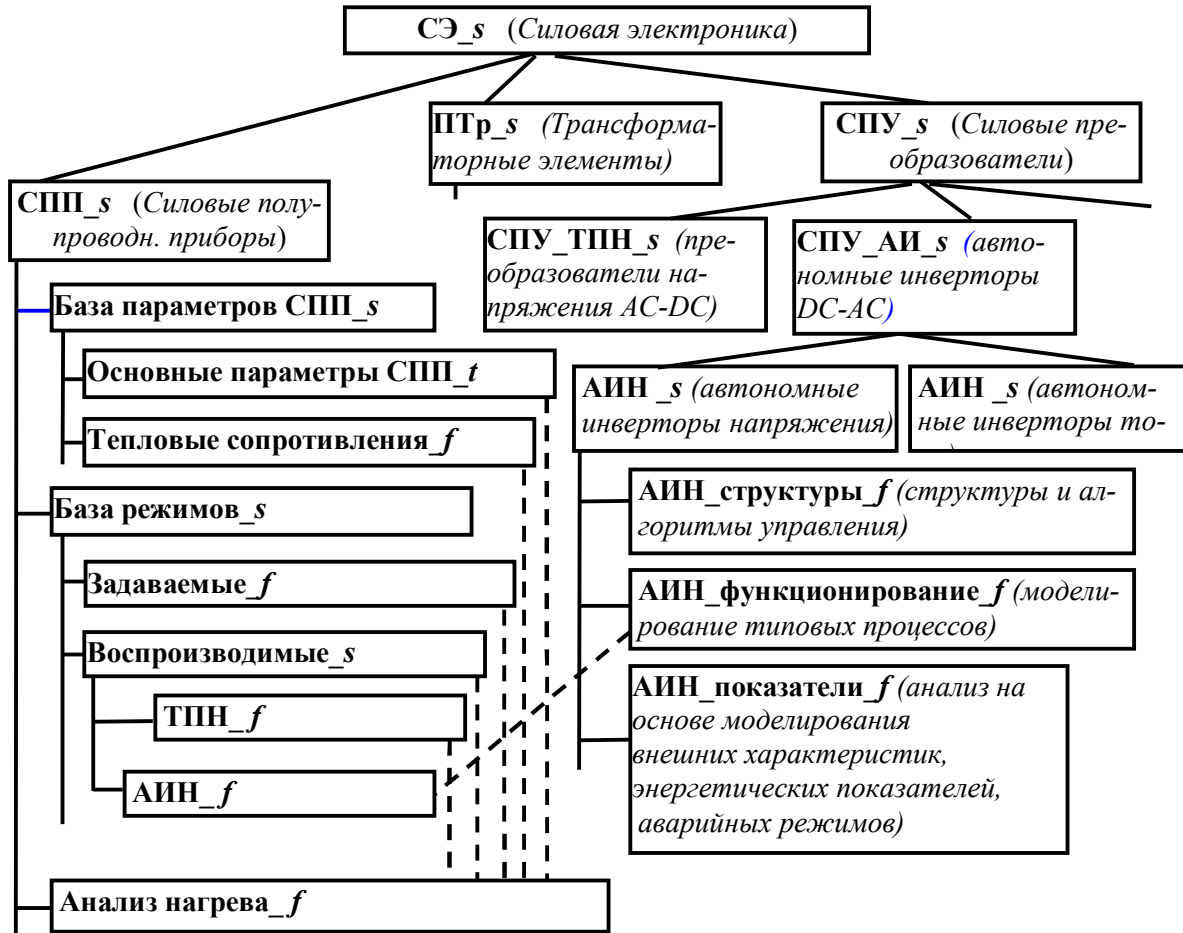 СЭ_s (Силовая электроника)
ПТр_s (Трансформа-
торные элементы)
СПУ_s (Силовые пре-
образователи)
СПП_s (Силовые полу-
проводн. приборы)
СПУ_ТПН_s (пре-
образователи на-
пряжения AC-DC)
СПУ_АИ_s (авто-
номные инверторы
DC-AC)
База параметров СПП_s
Основные параметры СПП_t
Тепловые сопротивления_f
База режимов_s
Задаваемые_f
Воспроизводимые_s
ТПН_f
АИН_f
Анализ нагрева_f
АИН _s (автономные
инверторы напряжения)
АИН _s (автоном-
ные инверторы то-
АИН_структуры_f (структуры и ал-
горитмы управления)
АИН_функционирование_f (модели-
рование типовых процессов)
АИН_показатели_f (анализ на
основе моделирования
внешних характеристик,
энергетических показателей,
аварийных режимов)